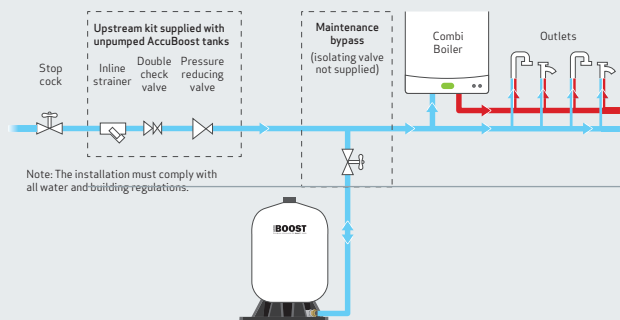 Upstream kit supplied with
unpumped AccuBoost tanks
Maintenance
bypass
(isolating valve
not supplied)
Combi
Boiler
Outlets
Stop
cock
Inline
strainer
Double
check
valve
Pressure
reducing
valve
Note: The installation must comply with
all water and building regulations.
BOOST